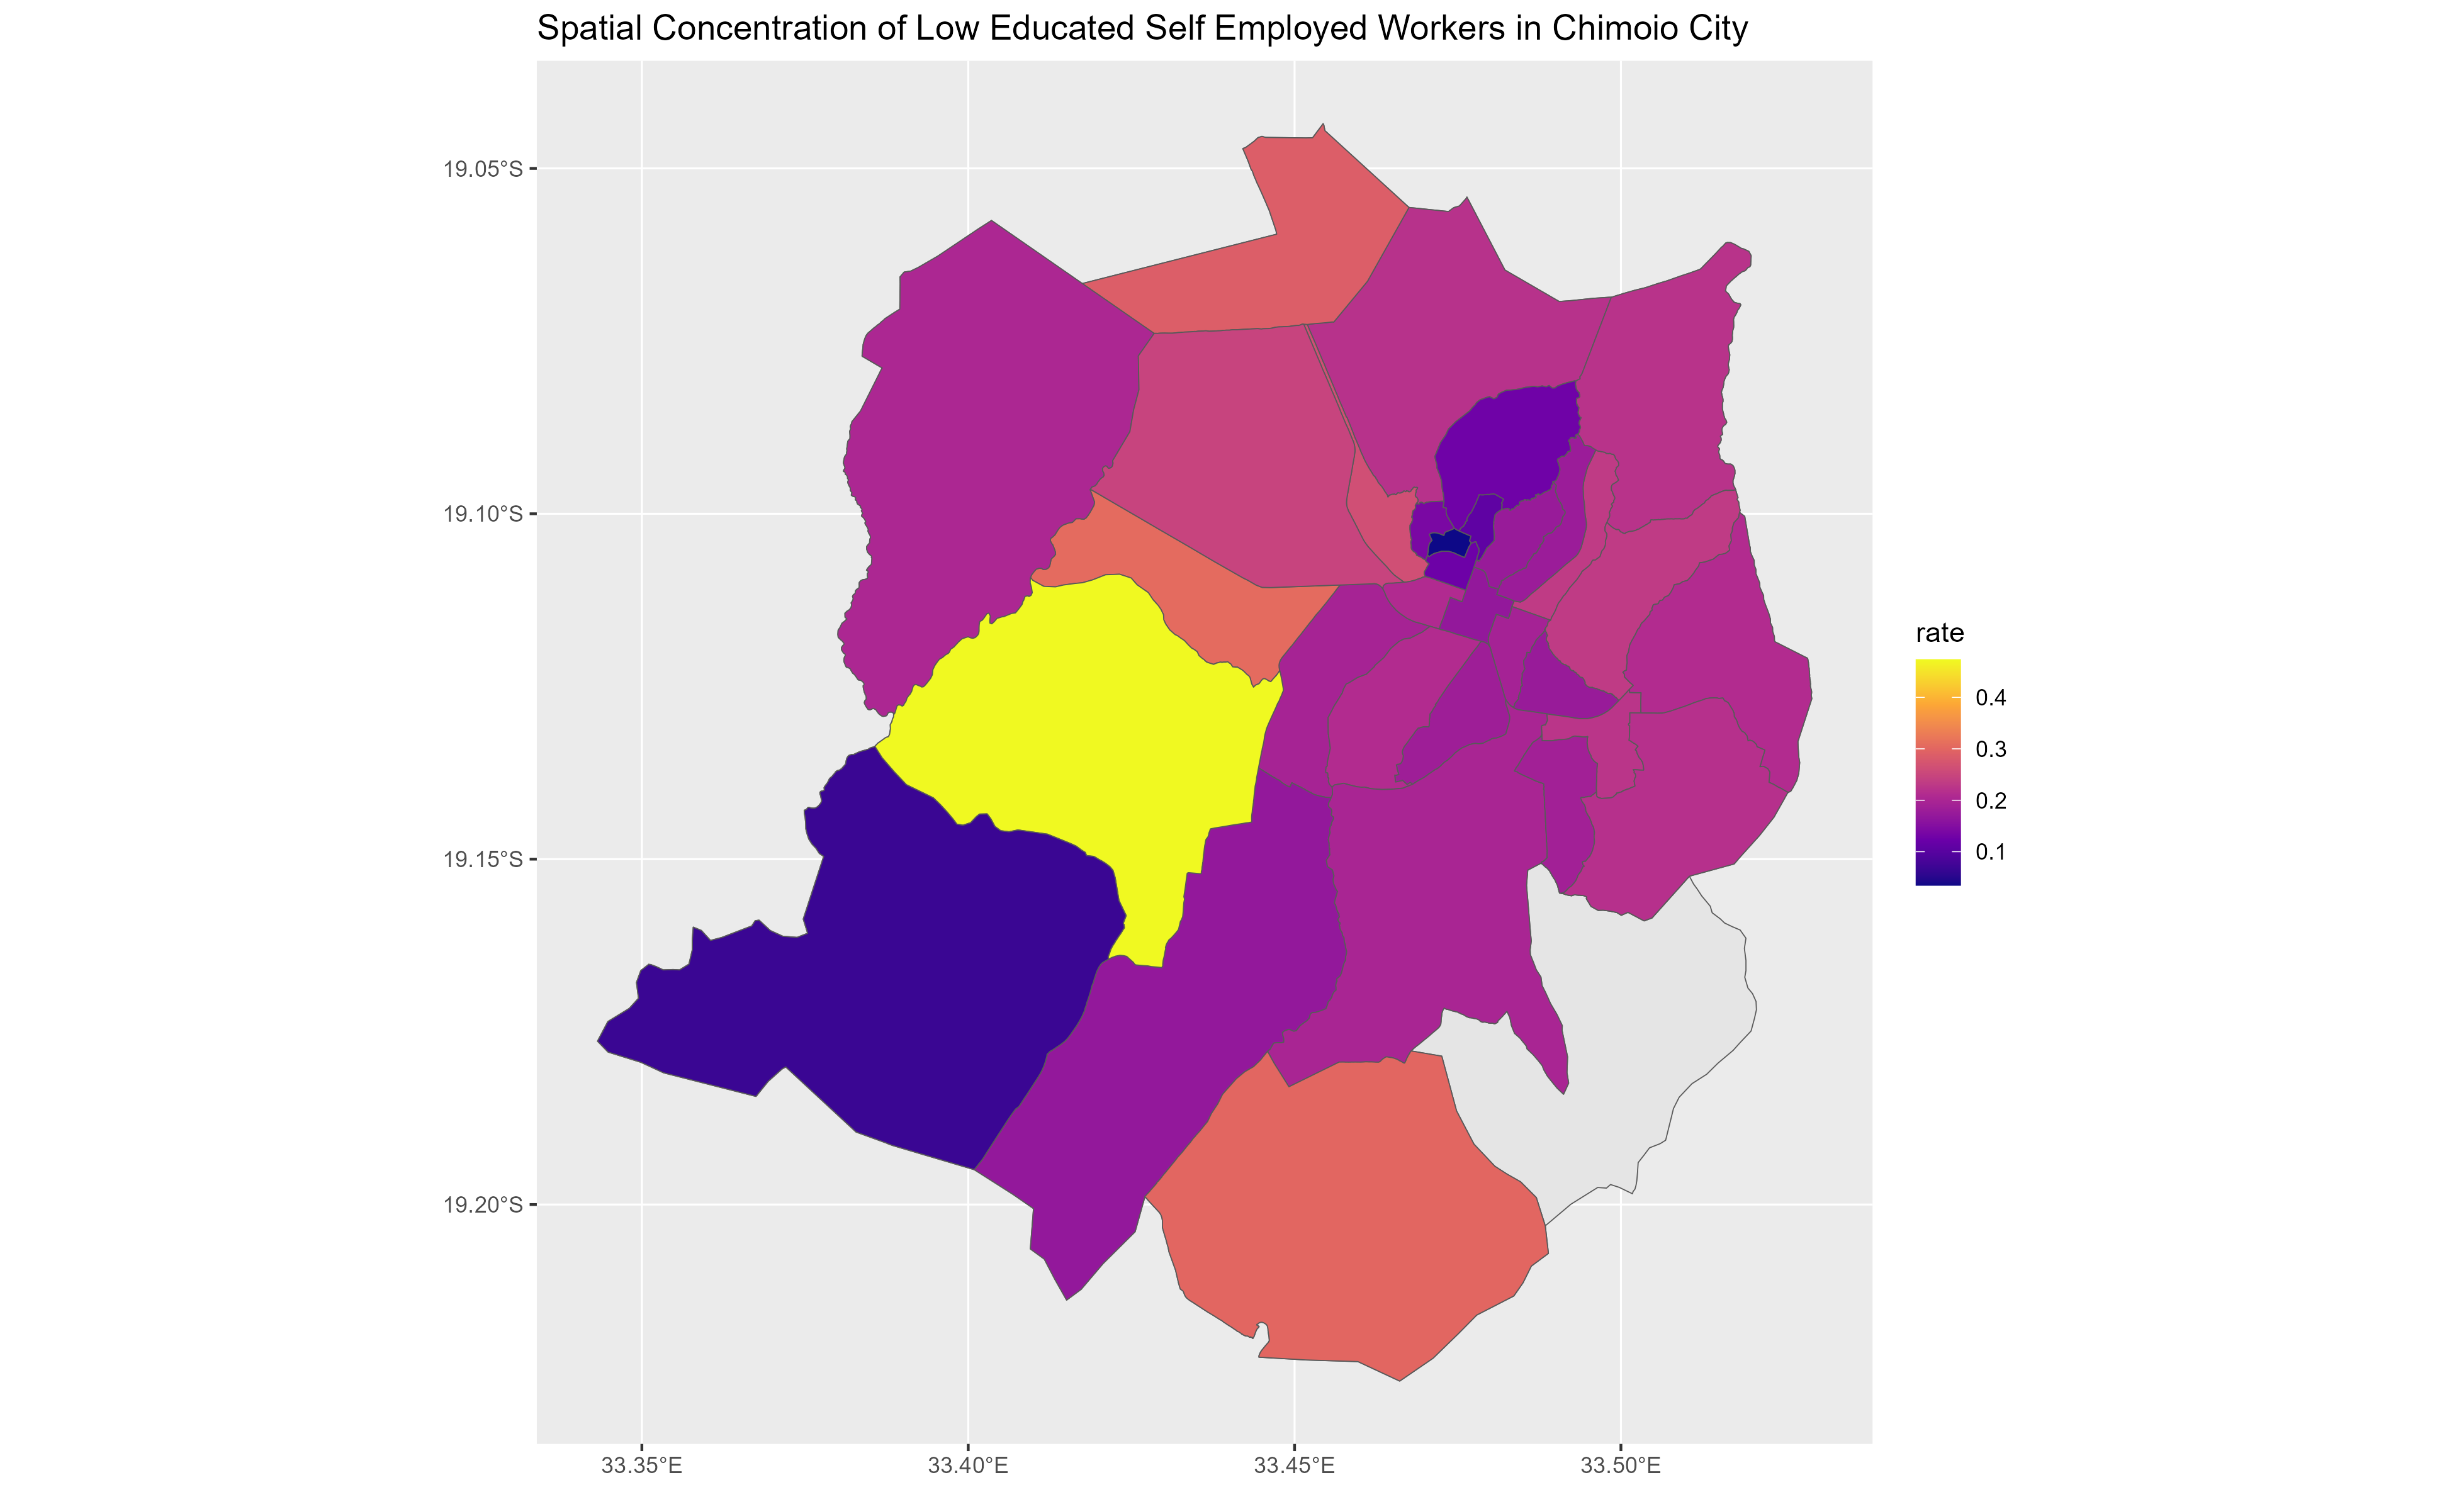 Spatial Concentration of Low Educated Self Employed Workers in Chimoio City
19.05°S
19.10°S
19.15°S
19.20°S
33.35°E
33.40°E
33.45°E
33.50°E
rate
0.4
0.3
0.2
0.1